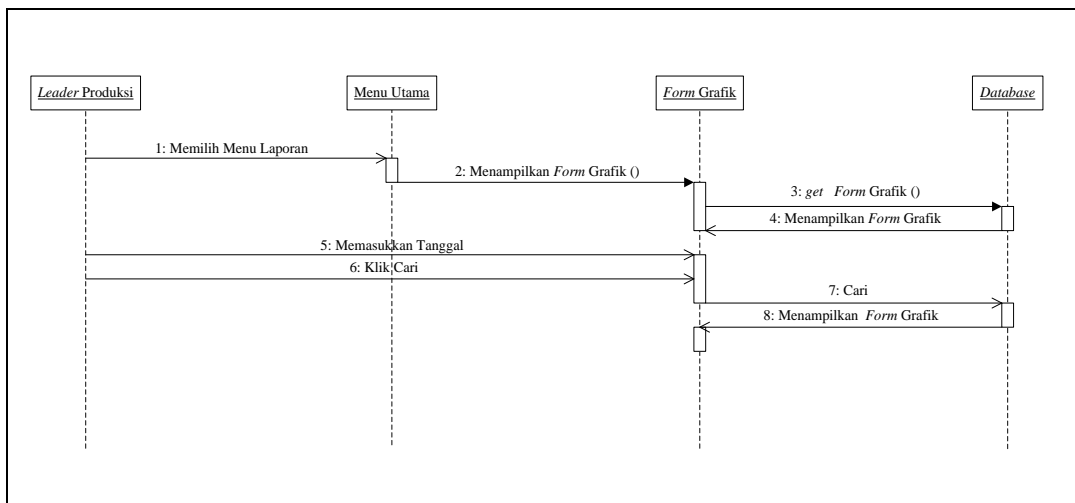 Leader Produksi
Menu Utama
Form Grafik
Database
1: Memilih Menu Laporan
2: Menampilkan Form Grafik ()
3: get Form Grafik ()
4: Menampilkan Form Grafik
5: Memasukkan Tanggal
6: Klik Cari
7: Cari
8: Menampilkan Form Grafik